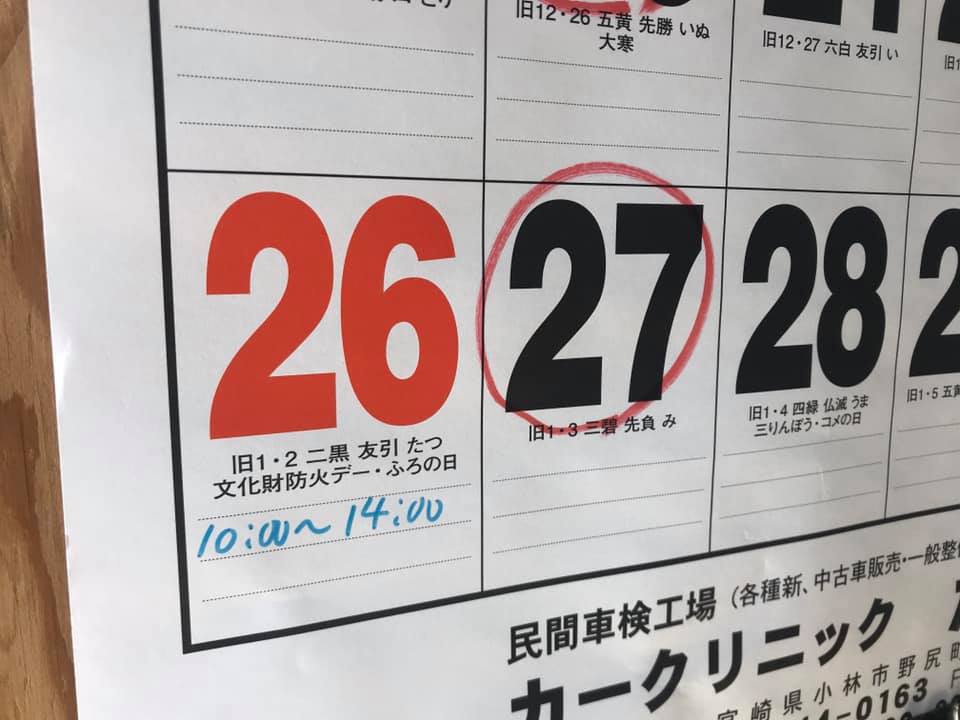 旧12・26 五黄 先勝 いぬ
大寒
旧12・27 六白 友引 い
26
旧1・2 二黒 友引 たつ
文化財防火デー・ふろの日
10:00～14:00
27
旧1・3 三碧 先負 み
28
旧1・4 四緑 仏滅 うま
三りんぼう・コメの日
2
旧1・5 五黄
民間車検工場（各種新、中古車販売・一般整備
カークリニック
宮崎県小林市野尻町
4-0163